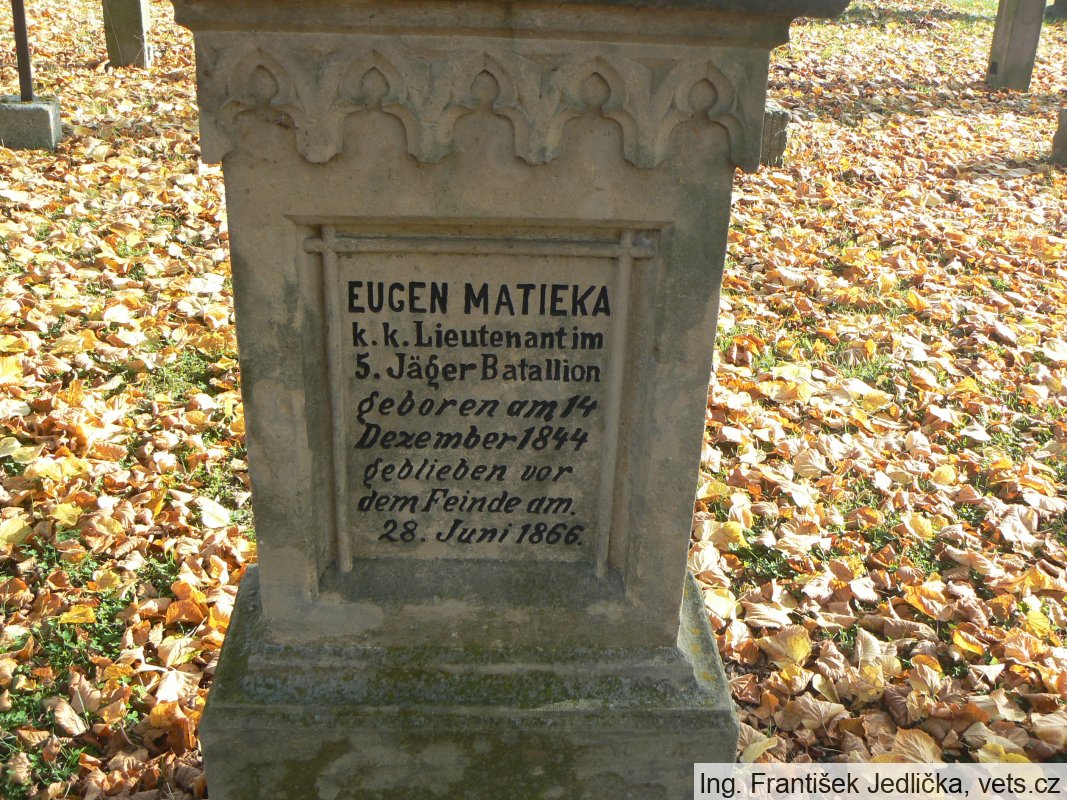 EUGEN MATIEKA
k. k. Lieutenant im
5. Jäger Batallion
geboren am 14
Dezember 1844
geblieben vor
dem Feinde am.
28. Juni 1866.
Ing. František Jedlička, vets.cz